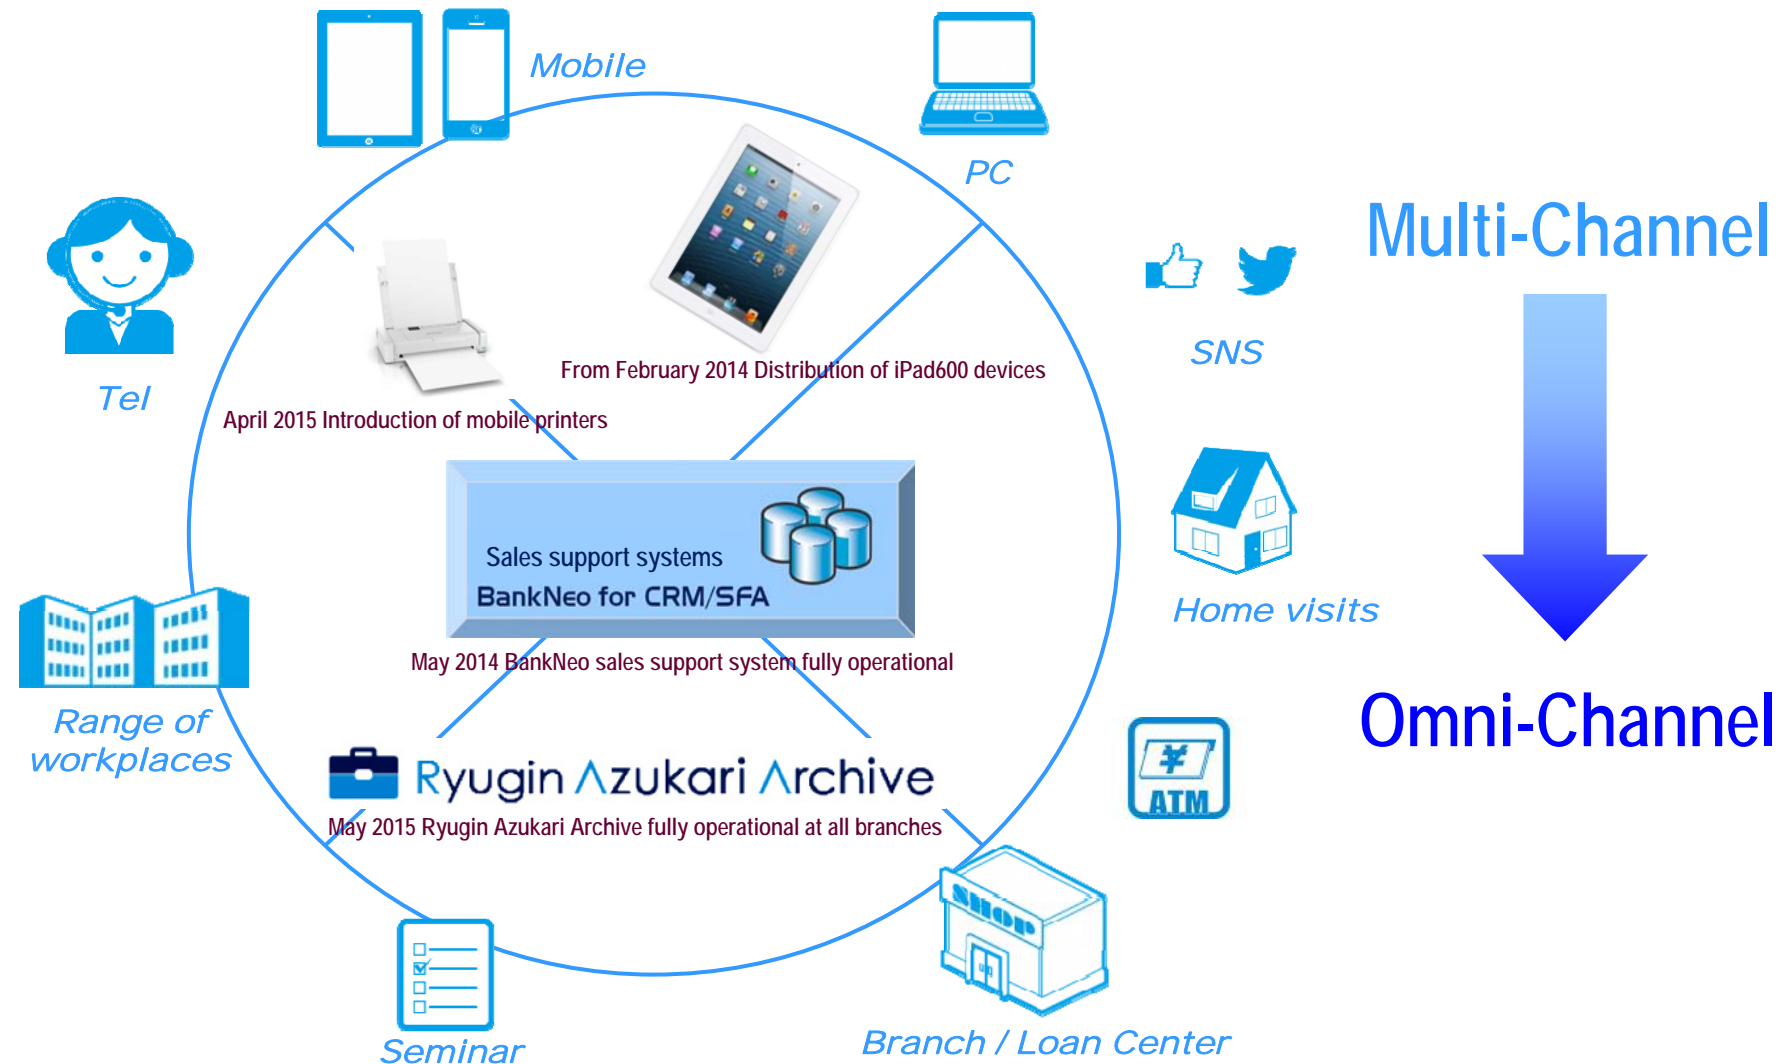 Mobile
PC
Multi-Channel
SNS
From February 2014 Distribution of iPad600 devices
Tel
April 2015 Introduction of mobile printers
Sales support systems
BankNeo for CRM/SFA
Home visits
May 2014 BankNeo sales support system fully operational
Range of
workplaces
Omni-Channel
Ryugin Azukari Archive
¥
ATM
May 2015 Ryugin Azukari Archive fully operational at all branches
SHOP
Branch / Loan Center
Seminar